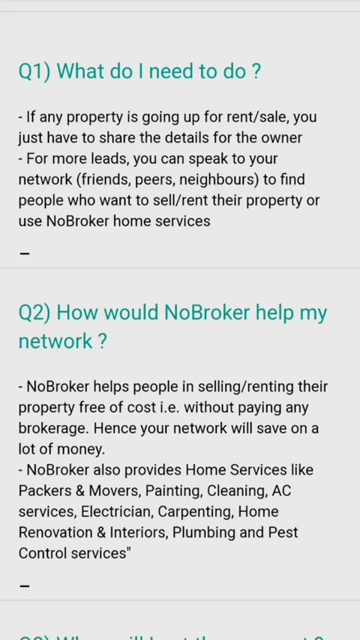 Q1) What do I need to do ?
- If any property is going up for rent/sale, you
just have to share the details for the owner
- For more leads, you can speak to your
network (friends, peers, neighbours) to find
people who want to sell/rent their property or
use NoBroker home services
–
Q2) How would NoBroker help my
network ?
- NoBroker helps people in selling/renting their
property free of cost i.e. without paying any
brokerage. Hence your network will save on a
lot of money.
- NoBroker also provides Home Services like
Packers & Movers, Painting, Cleaning, AC
services, Electrician, Carpenting, Home
Renovation & Interiors, Plumbing and Pest
Control services"
–